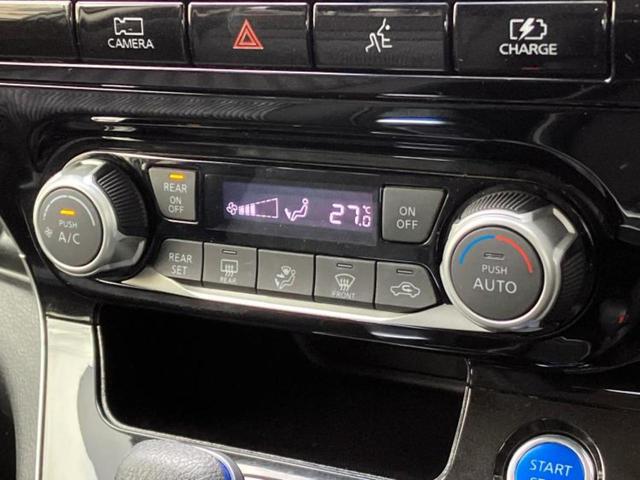 CAMERA
CHARGE
REAR
ON
OFF
PUSH
A/C
27.0
°C
ON
OFF
PUSH
AUTO
REAR
SET
REAR
FRONT
START